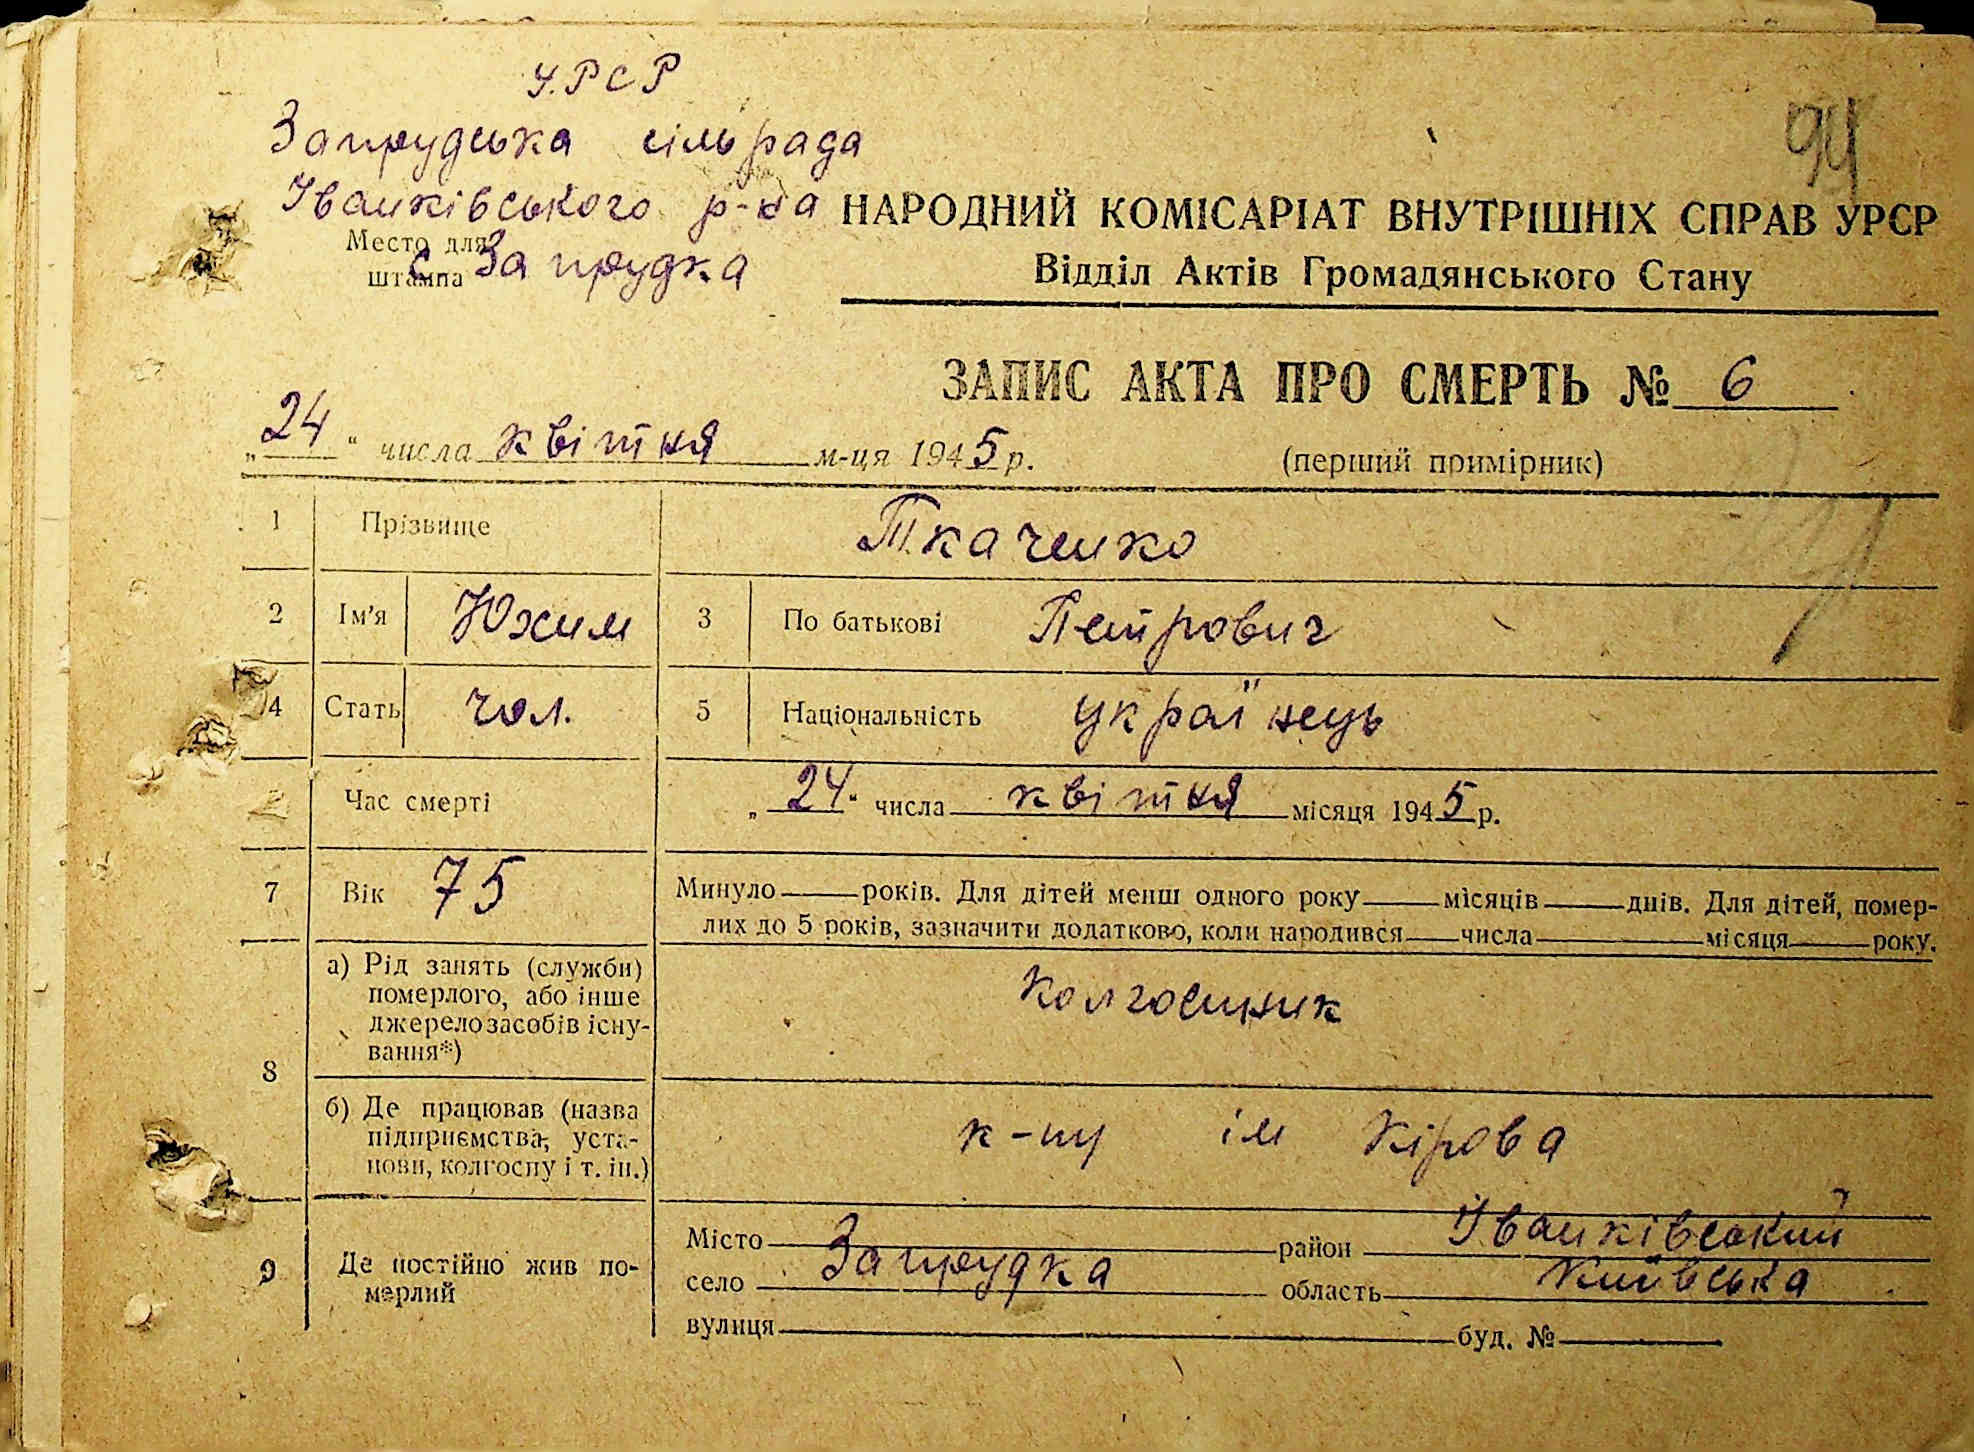 У.РСР
94
Запрудська сільрада
Іванківського р-на
Место для
штампа
с. Запрудка
НАРОДНИЙ КОМІСАРІАТ ВНУТРІШНІХ СПРАВ УРСР
Відділ Актів Громадянського Стану
ЗАПИС АКТА ПРО СМЕРТЬ № 6
„24“ числа квітня м-ця 1945 р.
(перший примірник)
1 Прізвище Ткаченко
2 Ім'я Юхим 3 По батькові Петрович
4 Стать чол. 5 Національність українець
Час смерті „24“ числа квітня місяця 1945 р.
7 Вік 75 Минуло років. Для дітей менш одного року місяців днів. Для дітей, помер-
лих до 5 років, зазначити додатково, коли народився числа місяця року.
8
а) Рід занять (служби)
померлого, або інше
джерело засобів існу-
вання*)
Колгоспник
б) Де працював (назва
підприємства, уста-
нови, колгоспу і т. ін.)
к-пу ім Кірова
9 Де постійно жив по-
мерлий
Місто район Іванківський
село Запрудка область Київська
вулиця буд. №